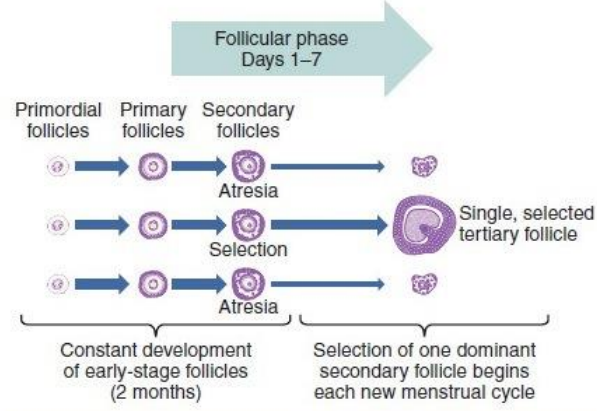 Follicular phase
Days 1–7
Primordial
follicles
Primary
follicles
Secondary
follicles
Atresia
Selection
Single, selected
tertiary follicle
Atresia
Constant development
of early-stage follicles
(2 months)
Selection of one dominant
secondary follicle begins
each new menstrual cycle